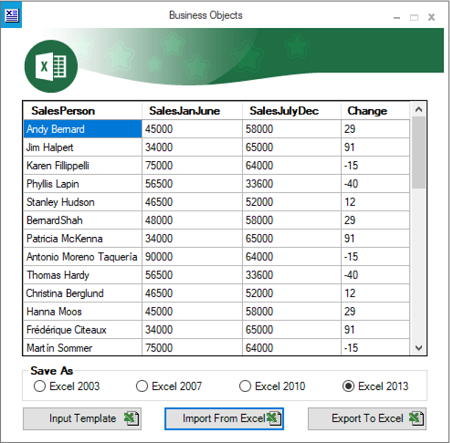 Business Objects
SalesPerson SalesJanJune SalesJulyDec Change
Andy Bernard 45000 58000 29
Jim Halpert 34000 65000 91
Karen Fillippelli 75000 64000 -15
Phyllis Lapin 56500 33600 -40
Stanley Hudson 46500 52000 12
BernardShah 48000 58000 29
Patricia McKenna 34000 65000 91
Antonio Moreno Taquería 90000 64000 -15
Thomas Hardy 56500 33600 -40
Christina Berglund 46500 52000 12
Hanna Moos 45000 58000 29
Frédérique Citeaux 34000 65000 91
Martín Sommer 75000 64000 -15
Save As
Excel 2003 Excel 2007 Excel 2010 Excel 2013
Input Template Import From Excel Export To Excel